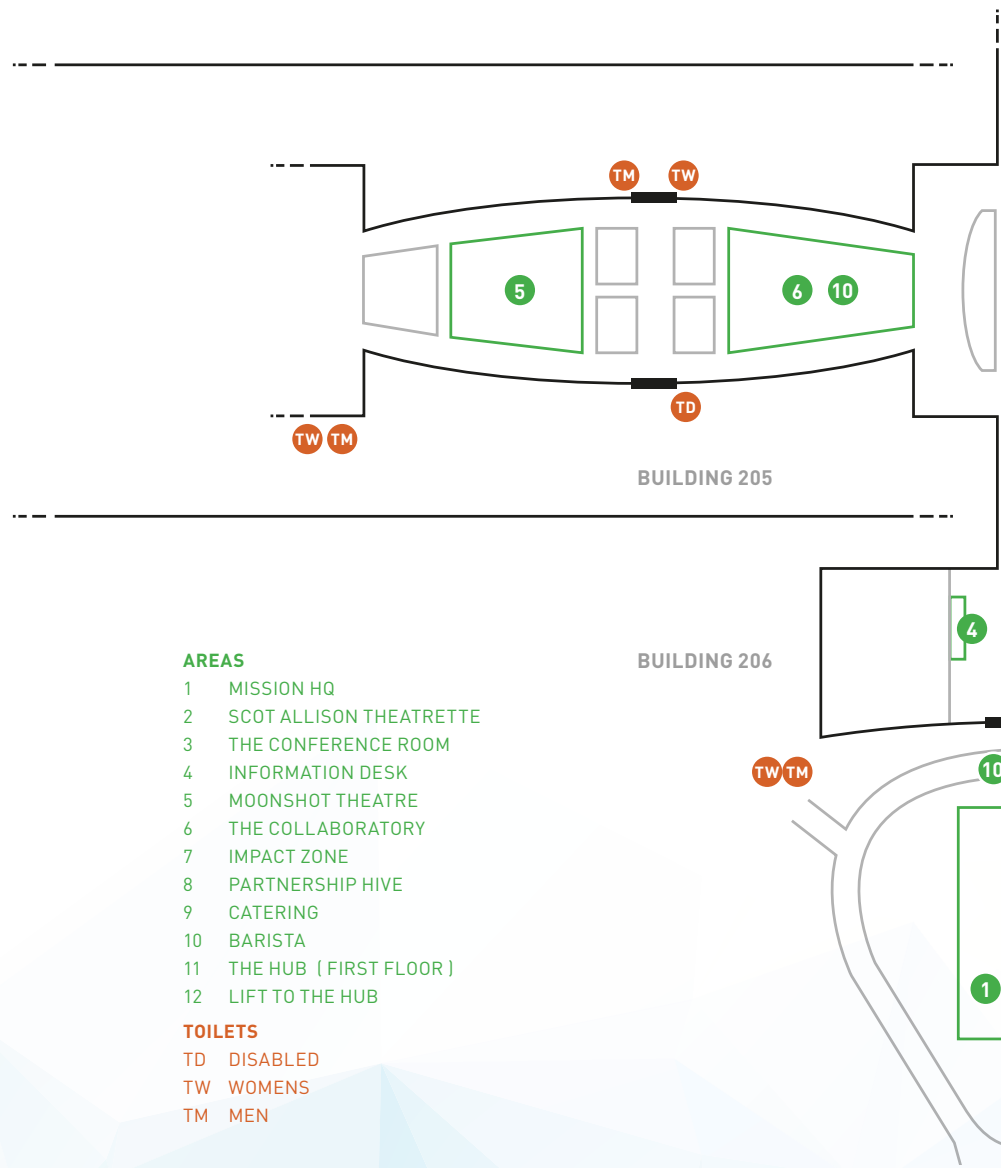 TM TW
5
6 10
TD
TW TM
BUILDING 205
4
BUILDING 206
TW TM
10
1
AREAS
1 MISSION HQ
2 SCOT ALLISON THEATRETTE
3 THE CONFERENCE ROOM
4 INFORMATION DESK
5 MOONSHOT THEATRE
6 THE COLLABORATORY
7 IMPACT ZONE
8 PARTNERSHIP HIVE
9 CATERING
10 BARISTA
11 THE HUB ( FIRST FLOOR )
12 LIFT TO THE HUB
TOILETS
TD DISABLED
TW WOMENS
TM MEN